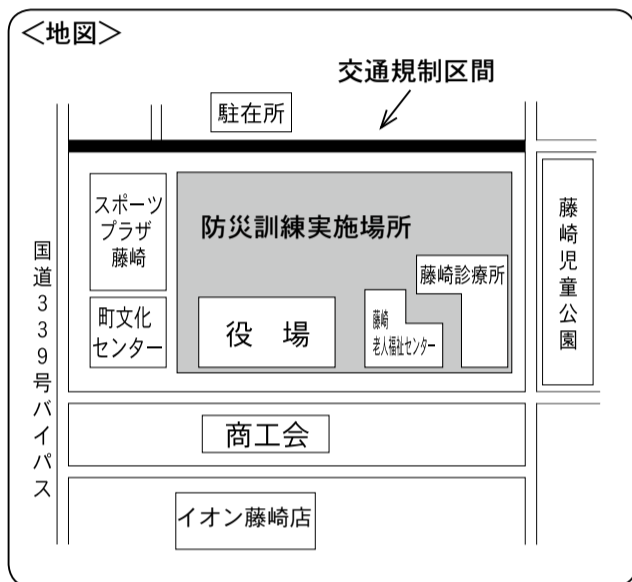 ＜地図＞
交通規制区間
駐在所
スポーツ
プラザ
藤崎
防災訓練実施場所
藤崎診療所
藤崎児童公園
国道339号バイパス
町文化
センター
役 場
藤崎
老人福祉センター
商工会
イオン藤崎店